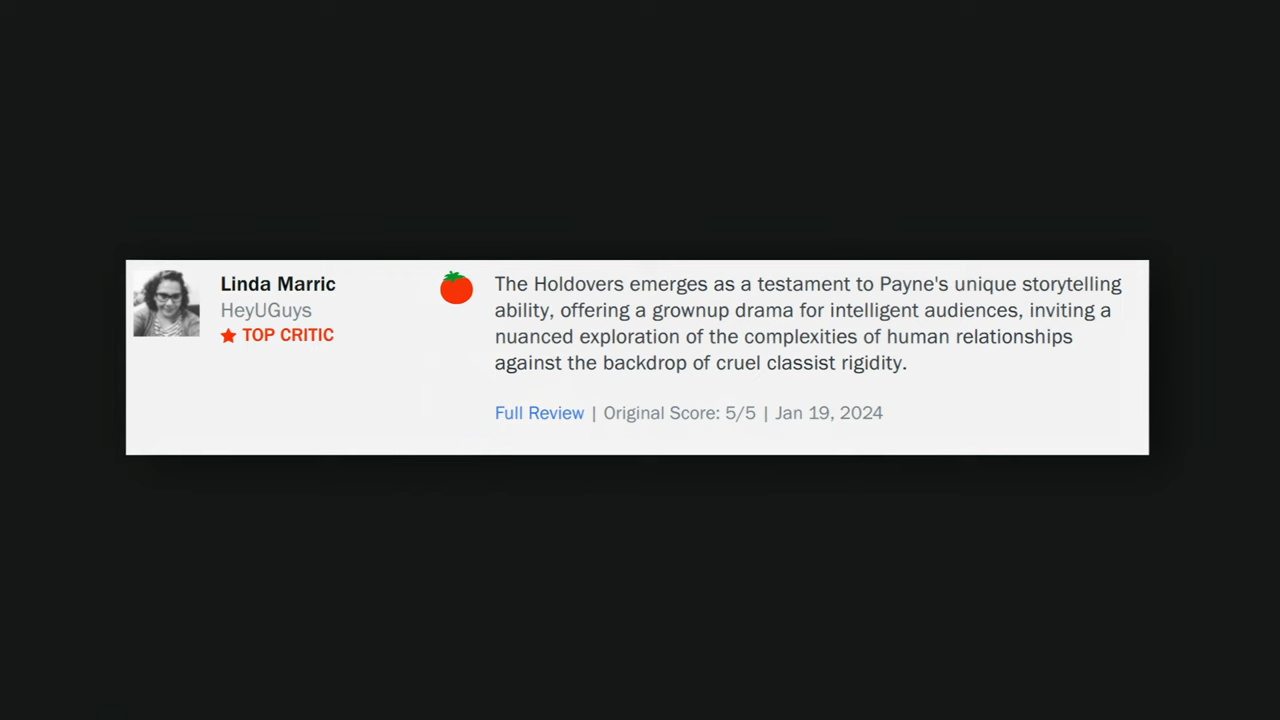 Linda Marric
HeyUGuys
TOP CRITIC
The Holdovers emerges as a testament to Payne's unique storytelling
ability, offering a grownup drama for intelligent audiences, inviting a
nuanced exploration of the complexities of human relationships
against the backdrop of cruel classist rigidity.
Full Review | Original Score: 5/5 | Jan 19, 2024